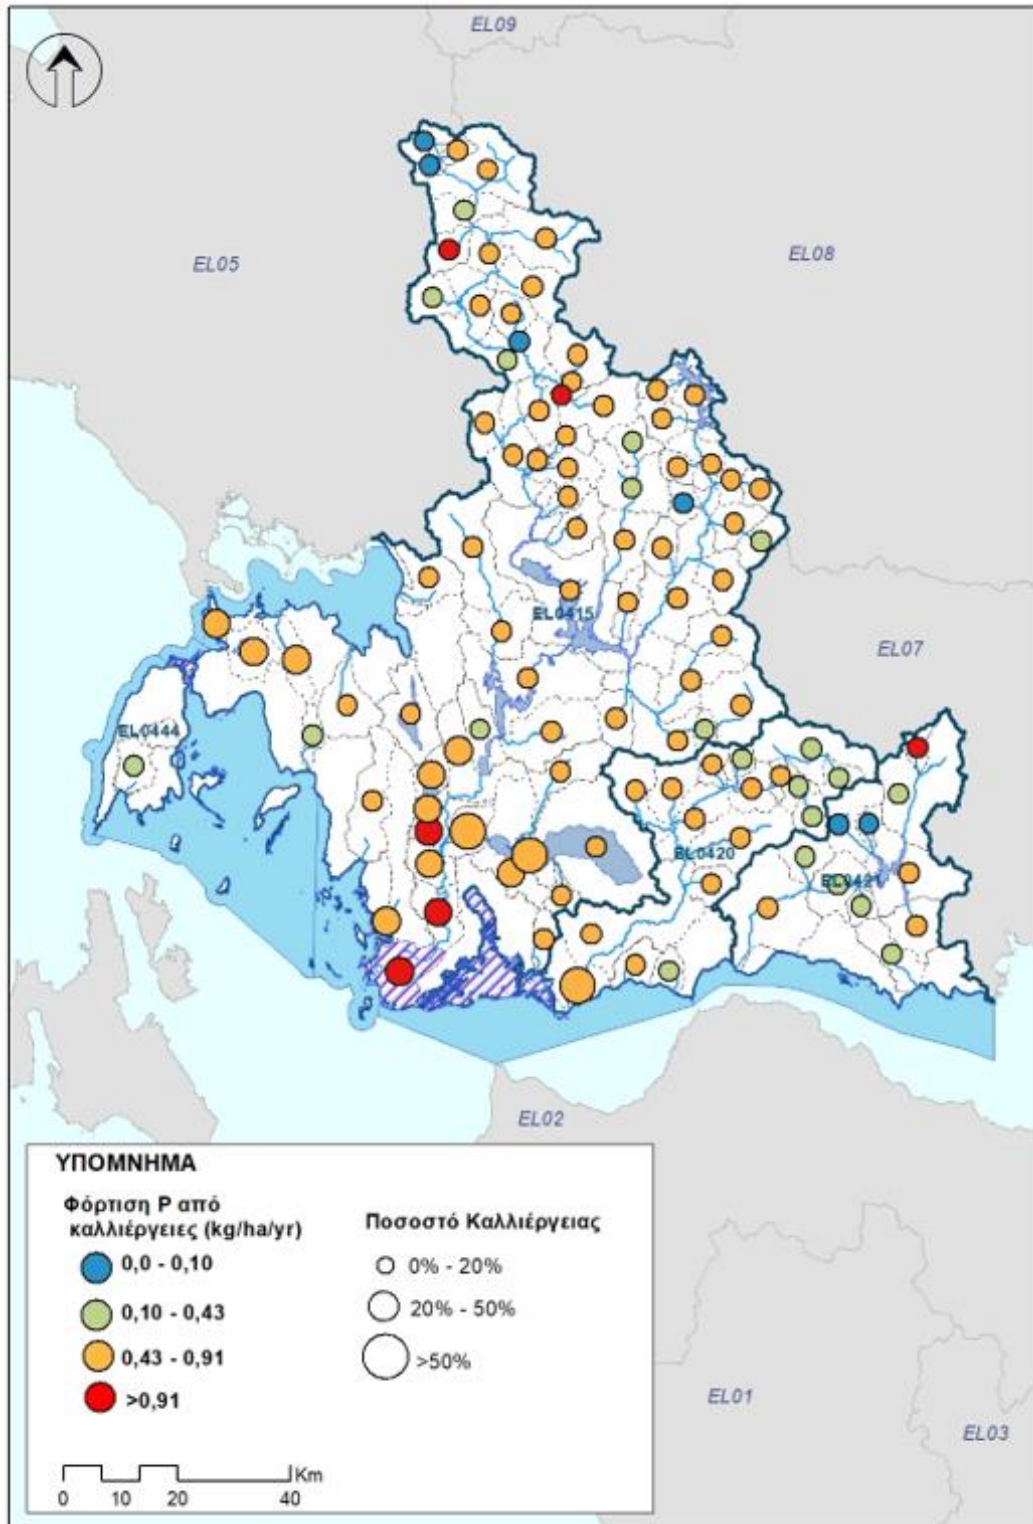 EL09
EL05
EL08
EL0415
EL07
EL0444
EL0420
EL0421
EL02
ΥΠΟΜΝΗΜΑ
Φόρτιση P από
καλλιέργειες (kg/ha/yr)
0,0 - 0,10
0,10 - 0,43
0,43 - 0,91
>0,91
Ποσοστό Καλλιέργειας
0% - 20%
20% - 50%
>50%
Km
0 10 20 40
EL01
EL03